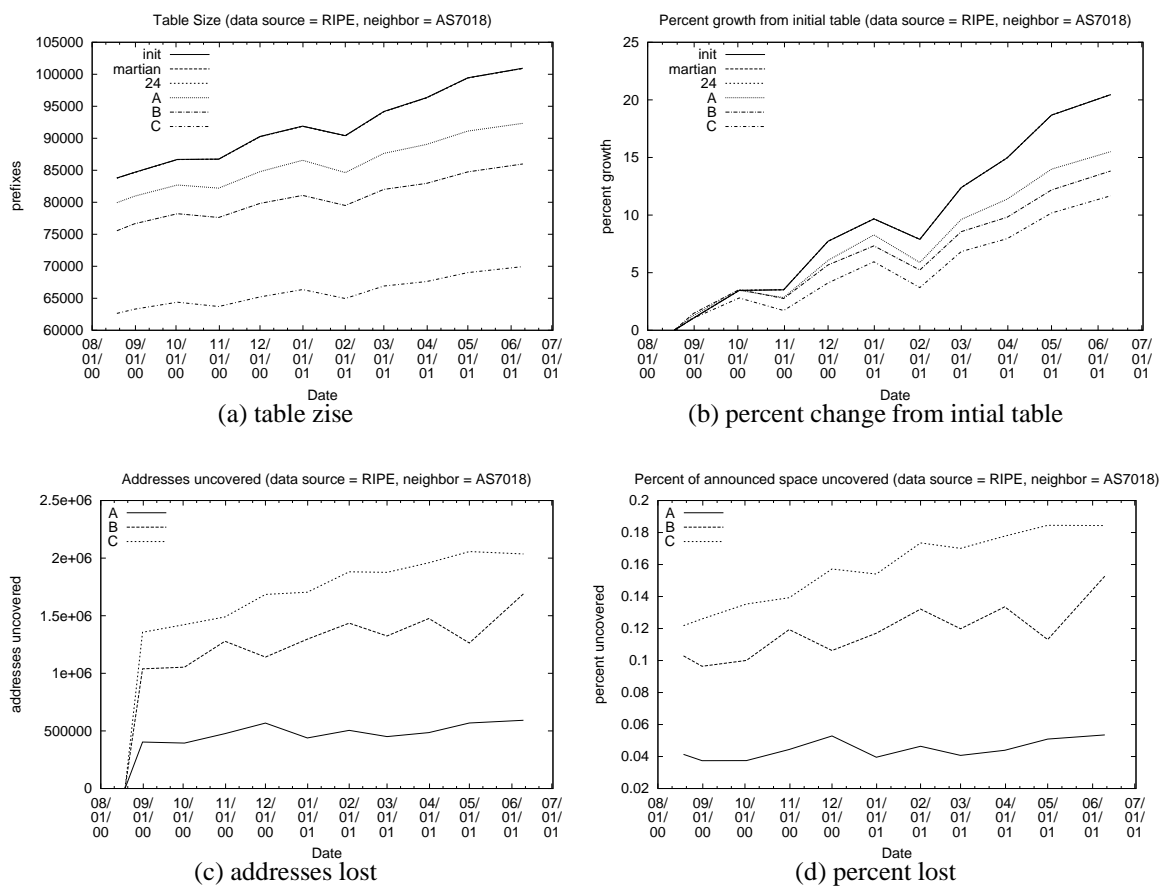 Table Size (data source = RIPE, neighbor = AS7018)
105000
100000
95000
90000
85000
80000
75000
70000
65000
60000
prefixes
init
martian
24
A
B
C
08/01/00
09/01/00
10/01/00
11/01/00
12/01/00
01/01/01
02/01/01
03/01/01
04/01/01
05/01/01
06/01/01
07/01/01
Date
(a) table zise
Percent growth from initial table (data source = RIPE, neighbor = AS7018)
25
20
15
10
5
0
percent growth
init
martian
24
A
B
C
08/01/00
09/01/00
10/01/00
11/01/00
12/01/00
01/01/01
02/01/01
03/01/01
04/01/01
05/01/01
06/01/01
07/01/01
Date
(b) percent change from intial table
Addresses uncovered (data source = RIPE, neighbor = AS7018)
2.5e+06
2e+06
1.5e+06
1e+06
500000
0
addresses uncovered
A
B
C
08/01/00
09/01/00
10/01/00
11/01/00
12/01/00
01/01/01
02/01/01
03/01/01
04/01/01
05/01/01
06/01/01
07/01/01
Date
(c) addresses lost
Percent of announced space uncovered (data source = RIPE, neighbor = AS7018)
0.2
0.18
0.16
0.14
0.12
0.1
0.08
0.06
0.04
0.02
percent uncovered
A
B
C
08/01/00
09/01/00
10/01/00
11/01/00
12/01/00
01/01/01
02/01/01
03/01/01
04/01/01
05/01/01
06/01/01
07/01/01
Date
(d) percent lost